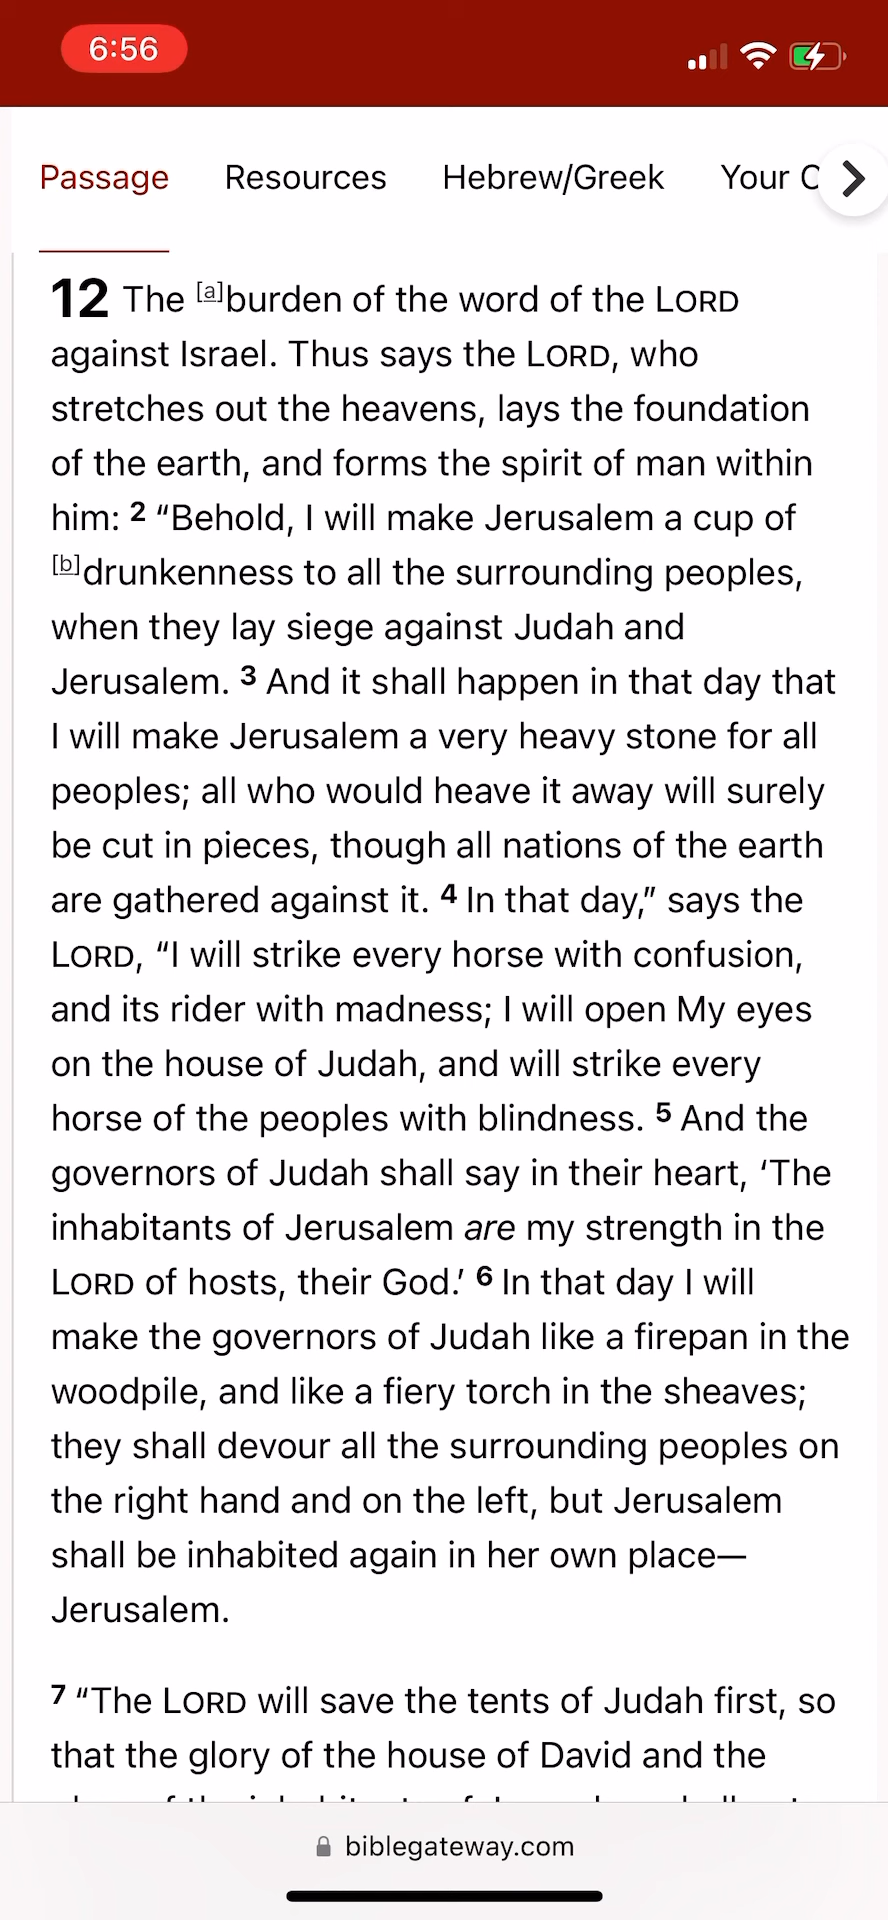 6:56
Passage Resources Hebrew/Greek Your C
12 The [a]burden of the word of the LORD
against Israel. Thus says the LORD, who
stretches out the heavens, lays the foundation
of the earth, and forms the spirit of man within
him: 2 “Behold, I will make Jerusalem a cup of
[b]drunkenness to all the surrounding peoples,
when they lay siege against Judah and
Jerusalem. 3 And it shall happen in that day that
I will make Jerusalem a very heavy stone for all
peoples; all who would heave it away will surely
be cut in pieces, though all nations of the earth
are gathered against it. 4 In that day,” says the
LORD, “I will strike every horse with confusion,
and its rider with madness; I will open My eyes
on the house of Judah, and will strike every
horse of the peoples with blindness. 5 And the
governors of Judah shall say in their heart, ‘The
inhabitants of Jerusalem are my strength in the
LORD of hosts, their God.’ 6 In that day I will
make the governors of Judah like a firepan in the
woodpile, and like a fiery torch in the sheaves;
they shall devour all the surrounding peoples on
the right hand and on the left, but Jerusalem
shall be inhabited again in her own place—
Jerusalem.
7 “The LORD will save the tents of Judah first, so
that the glory of the house of David and the
biblegateway.com